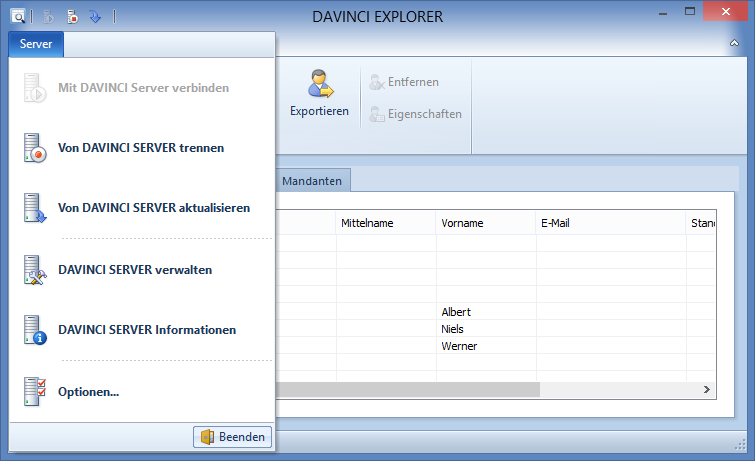 DAVINCI EXPLORER
Server
Mit DAVINCI Server verbinden
Von DAVINCI SERVER trennen
Von DAVINCI SERVER aktualisieren
DAVINCI SERVER verwalten
DAVINCI SERVER Informationen
Optionen...
Beenden
Exportieren
Entfernen
Eigenschaften
Mandanten
Mittelname Vorname E-Mail Stand
Albert
Niels
Werner